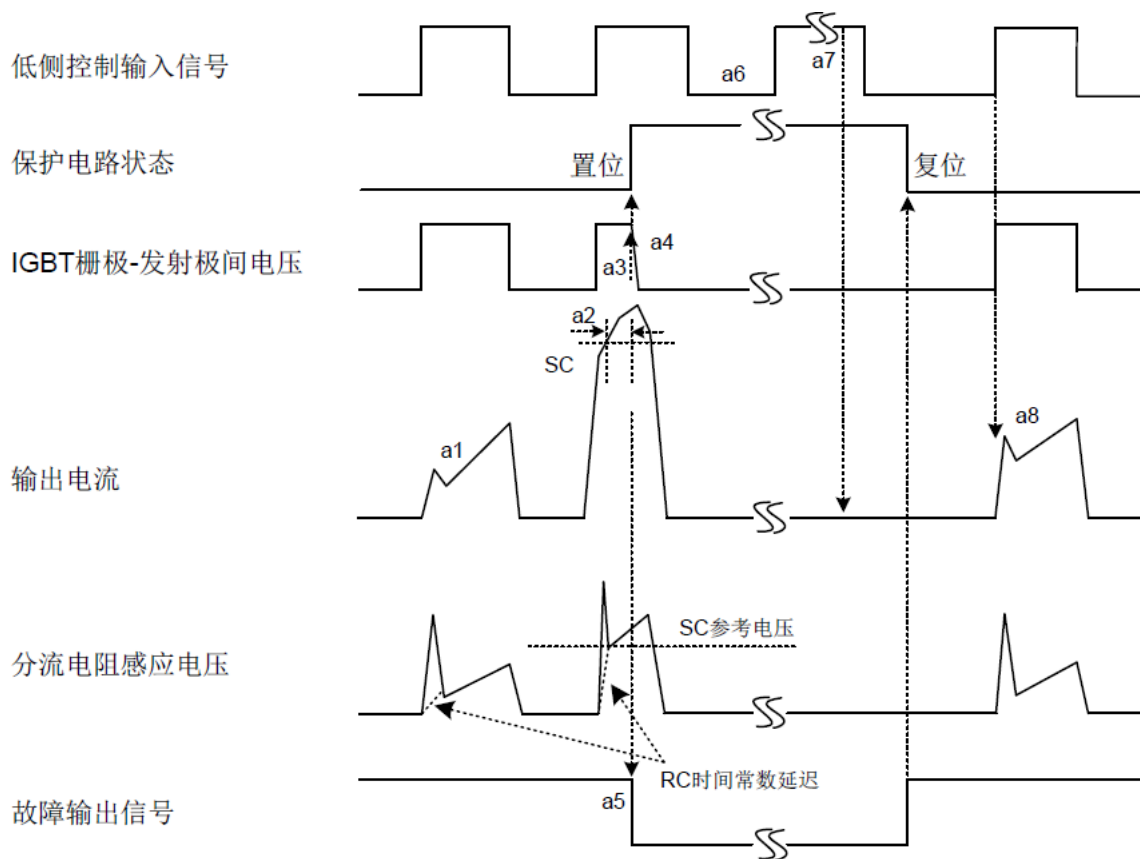 低侧控制输入信号
a6
a7
保护电路状态
置位
复位
IGBT栅极-发射极间电压
a3
a4
a2
SC
输出电流
a1
a8
分流电阻感应电压
SC参考电压
RC时间常数延迟
故障输出信号
a5